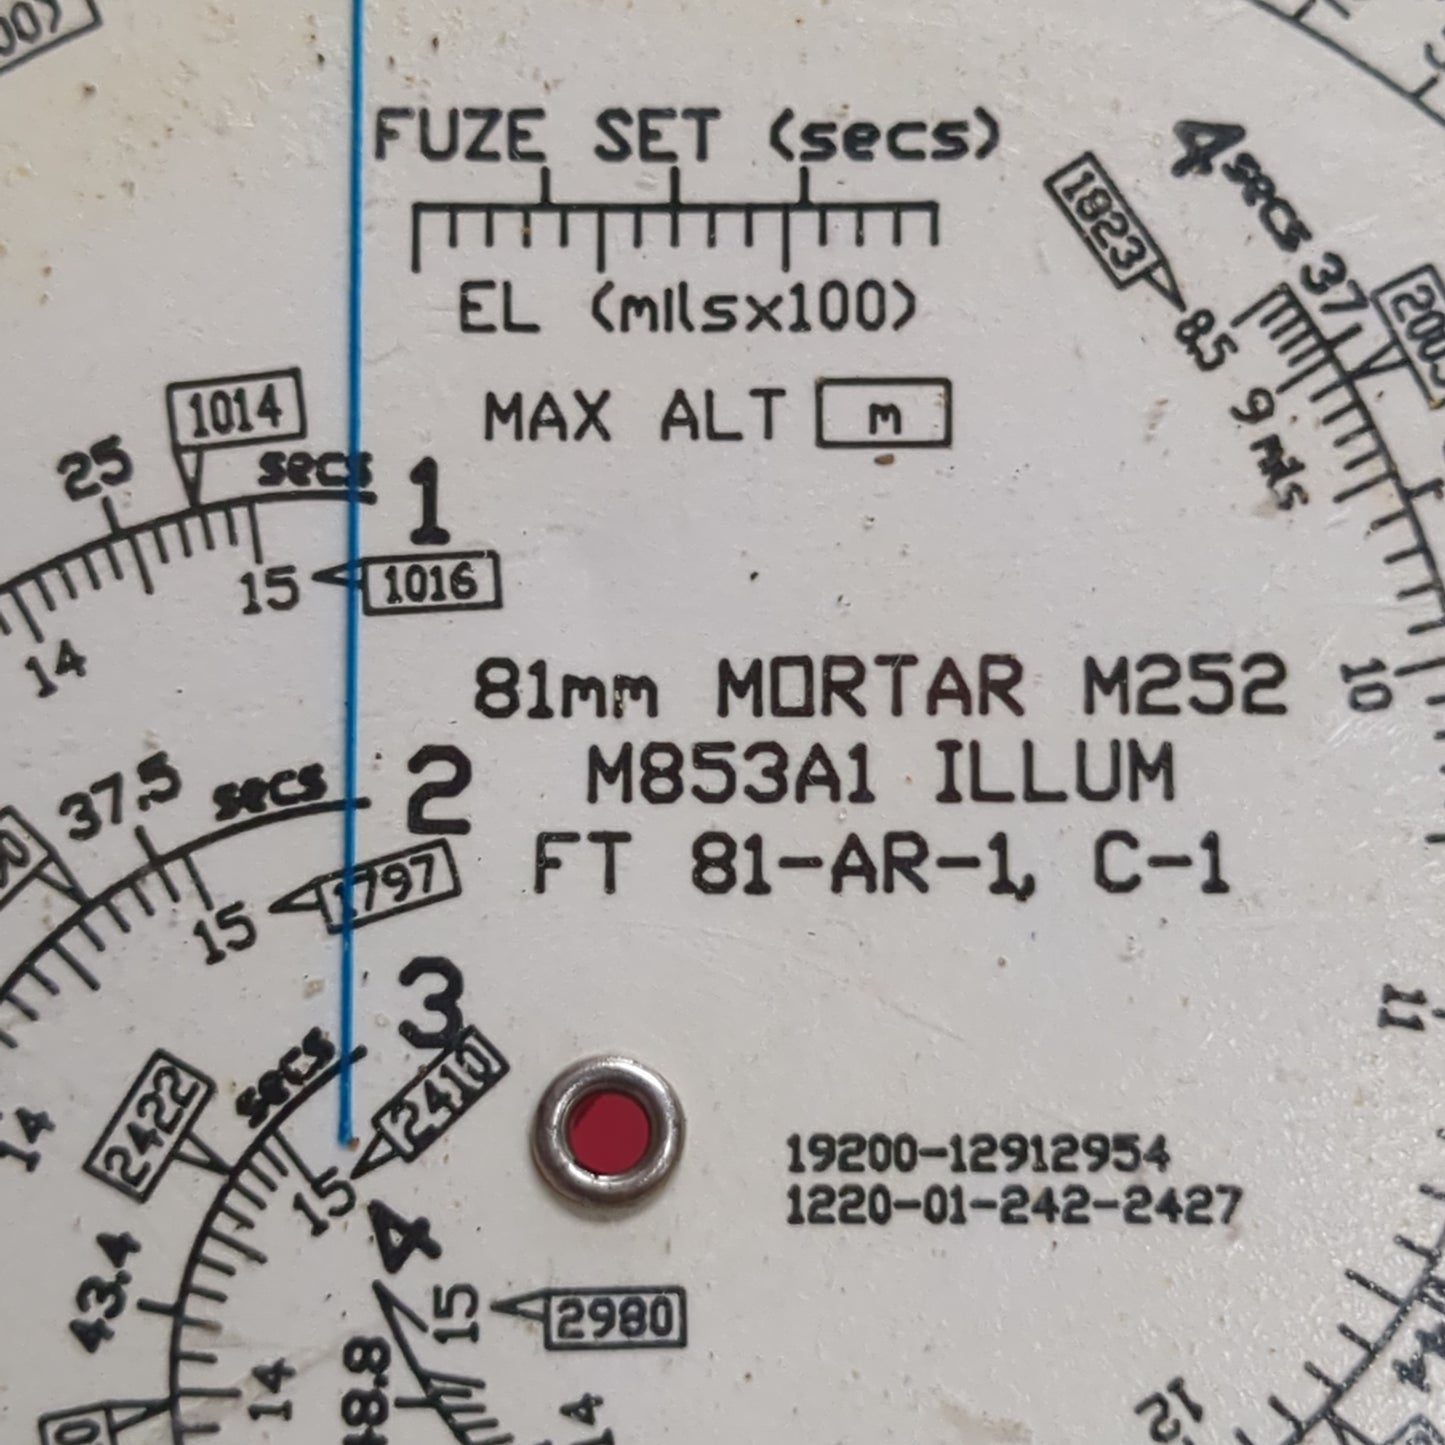 FUZE SET (secs)
EL (milsx100)
MAX ALT m
4 secs 37
1823
8.5 9 mils
10
11
12
1014
25 secs 1
15 1016
14
81mm MORTAR M252
M853A1 ILLUM
FT 81-AR-1, C-1
37.5 secs 2
15 1797
3
secs
2410
2422
15
14
19200-12912954
1220-01-242-2427
4
43.4
15 2980
14
14